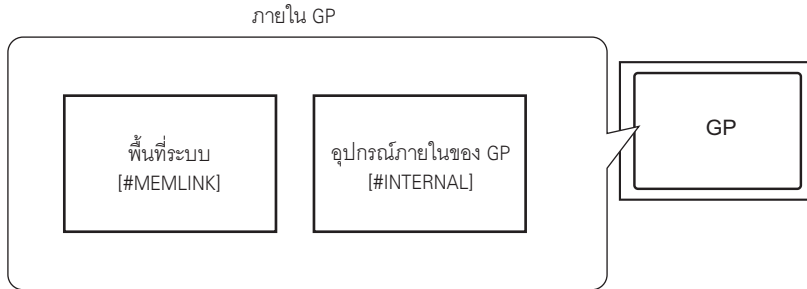 ภายใน GP
พื้นที่ระบบ
[#MEMLINK]
อุปกรณ์ภายในของ GP
[#INTERNAL]
GP